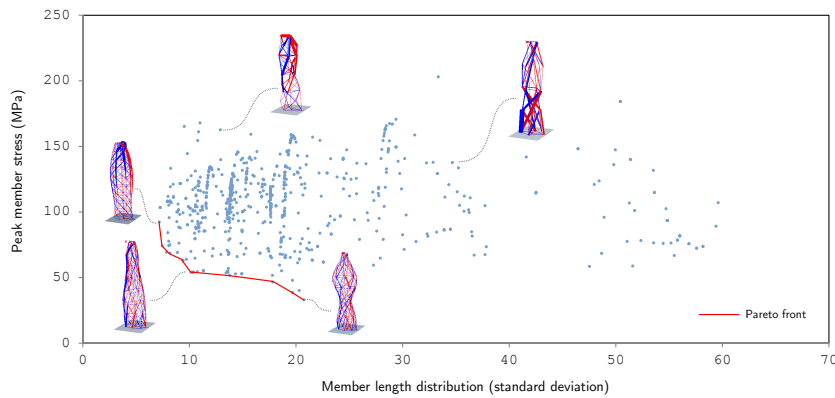 Peak member stress (MPa)
250
200
150
100
50
0
Pareto front
0 10 20 30 40 50 60 70
Member length distribution (standard deviation)